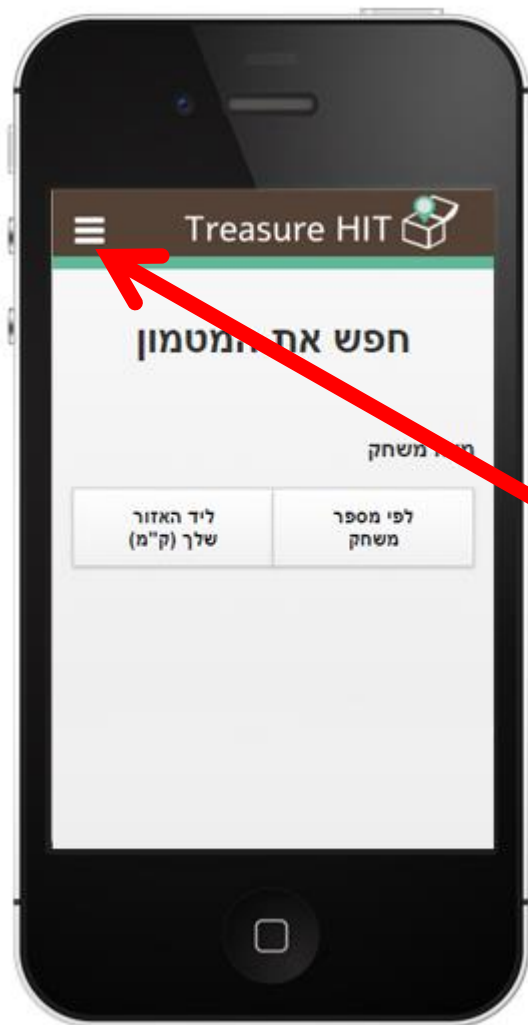 Treasure HIT
חפש את המטמון
משחק
לפי מספר
משחק
ליד האזור
שלך (ק"מ)